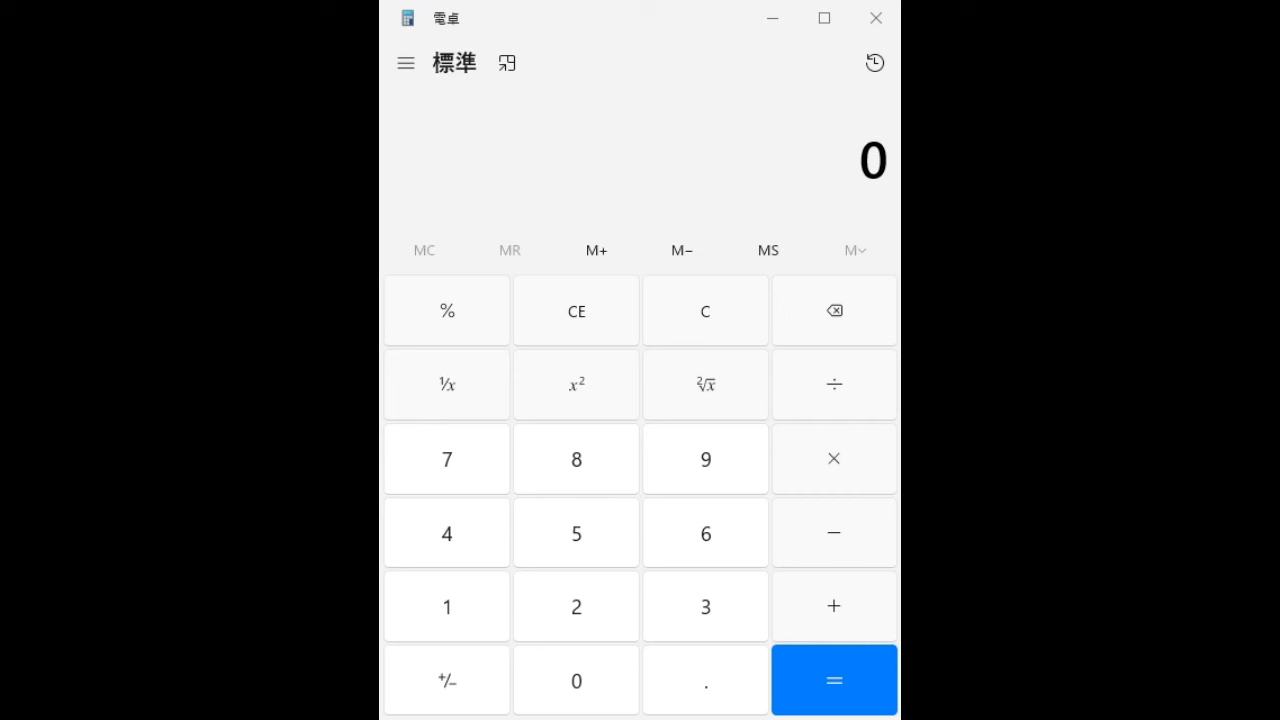 電卓
標準
0
MC MR M+ M− MS M
% CE C
¹/x x² ²√x ÷
7 8 9 ×
4 5 6 −
1 2 3 +
+/− 0 . =